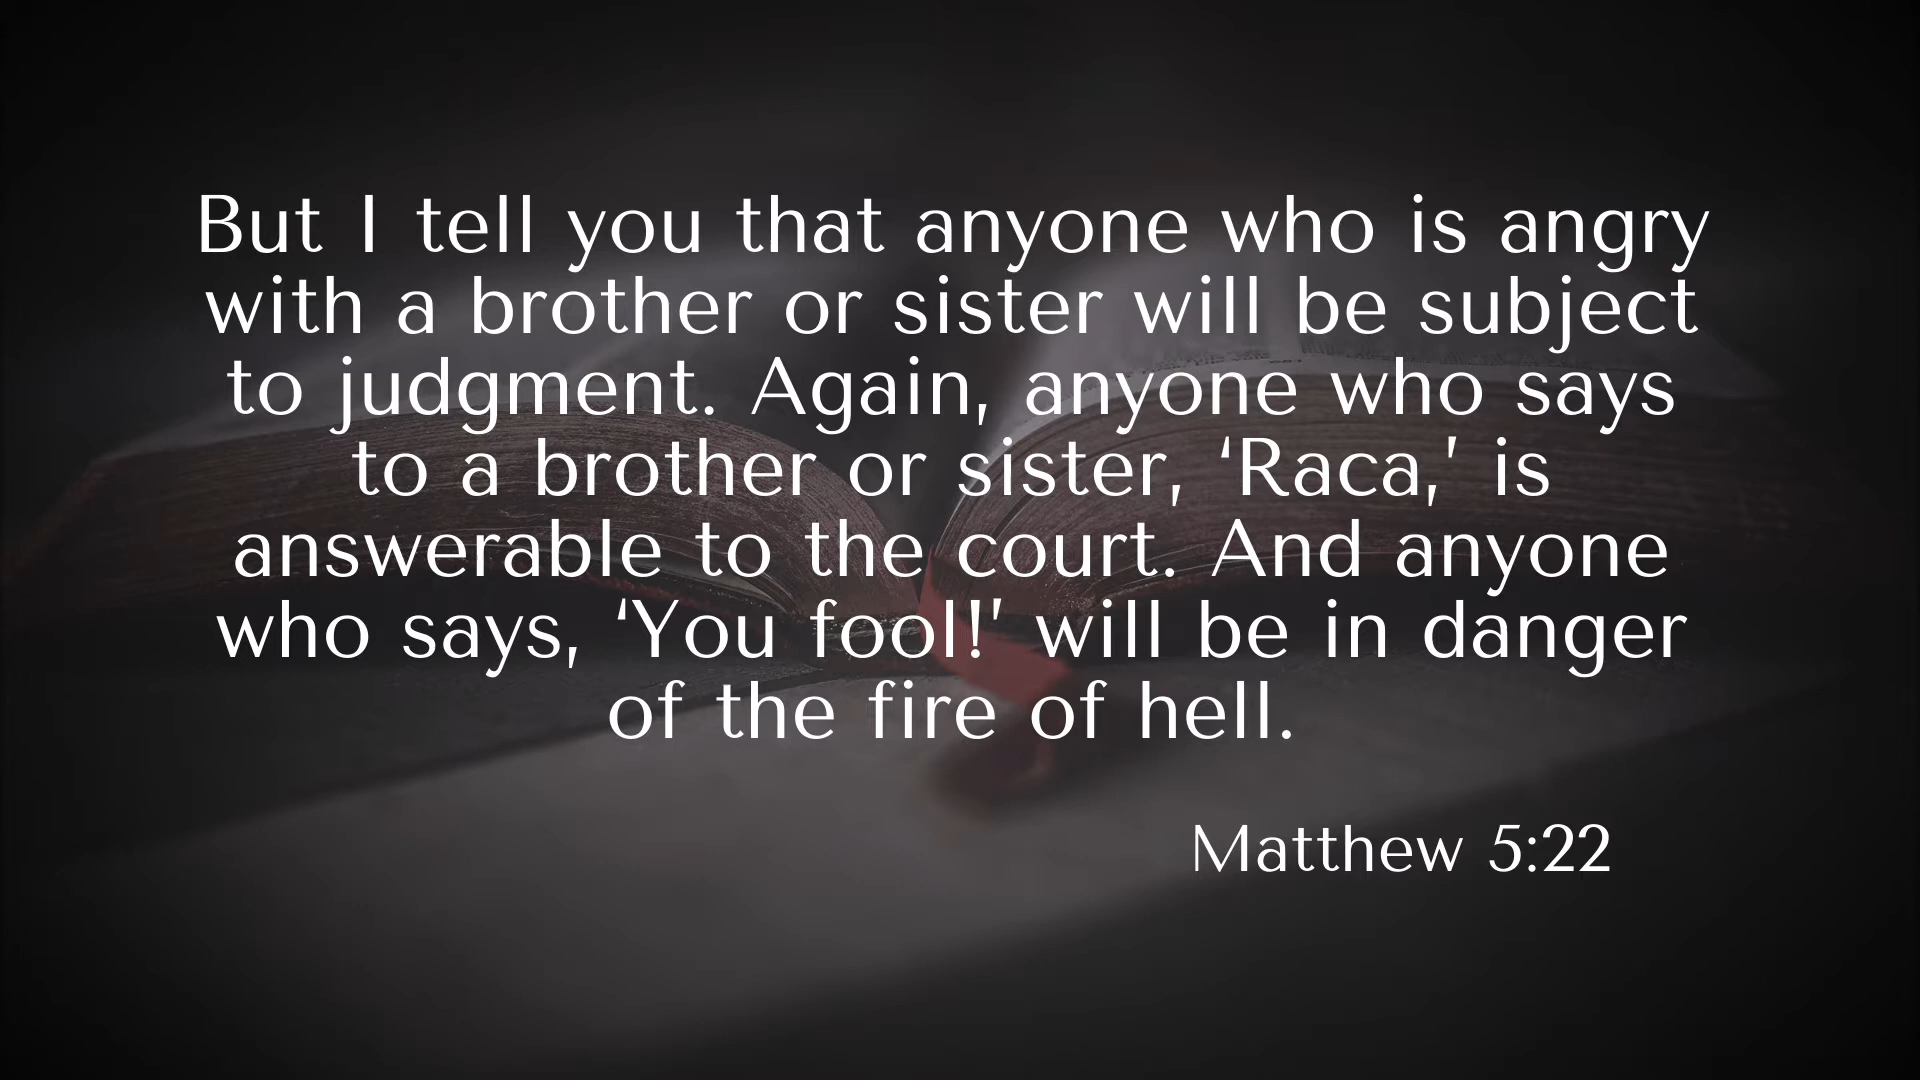 But I tell you that anyone who is angry
with a brother or sister will be subject
to judgment. Again, anyone who says
to a brother or sister, ‘Raca,’ is
answerable to the court. And anyone
who says, ‘You fool!’ will be in danger
of the fire of hell.
Matthew 5:22